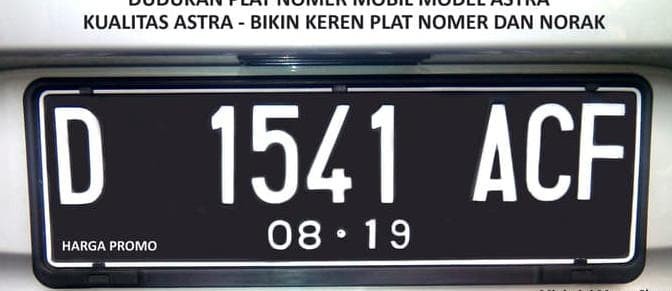 DUDUKAN PLAT NOMER MOBIL MODEL ASTRA
KUALITAS ASTRA - BIKIN KEREN PLAT NOMER DAN NORAK
D 1541 ACF
08 • 19
HARGA PROMO